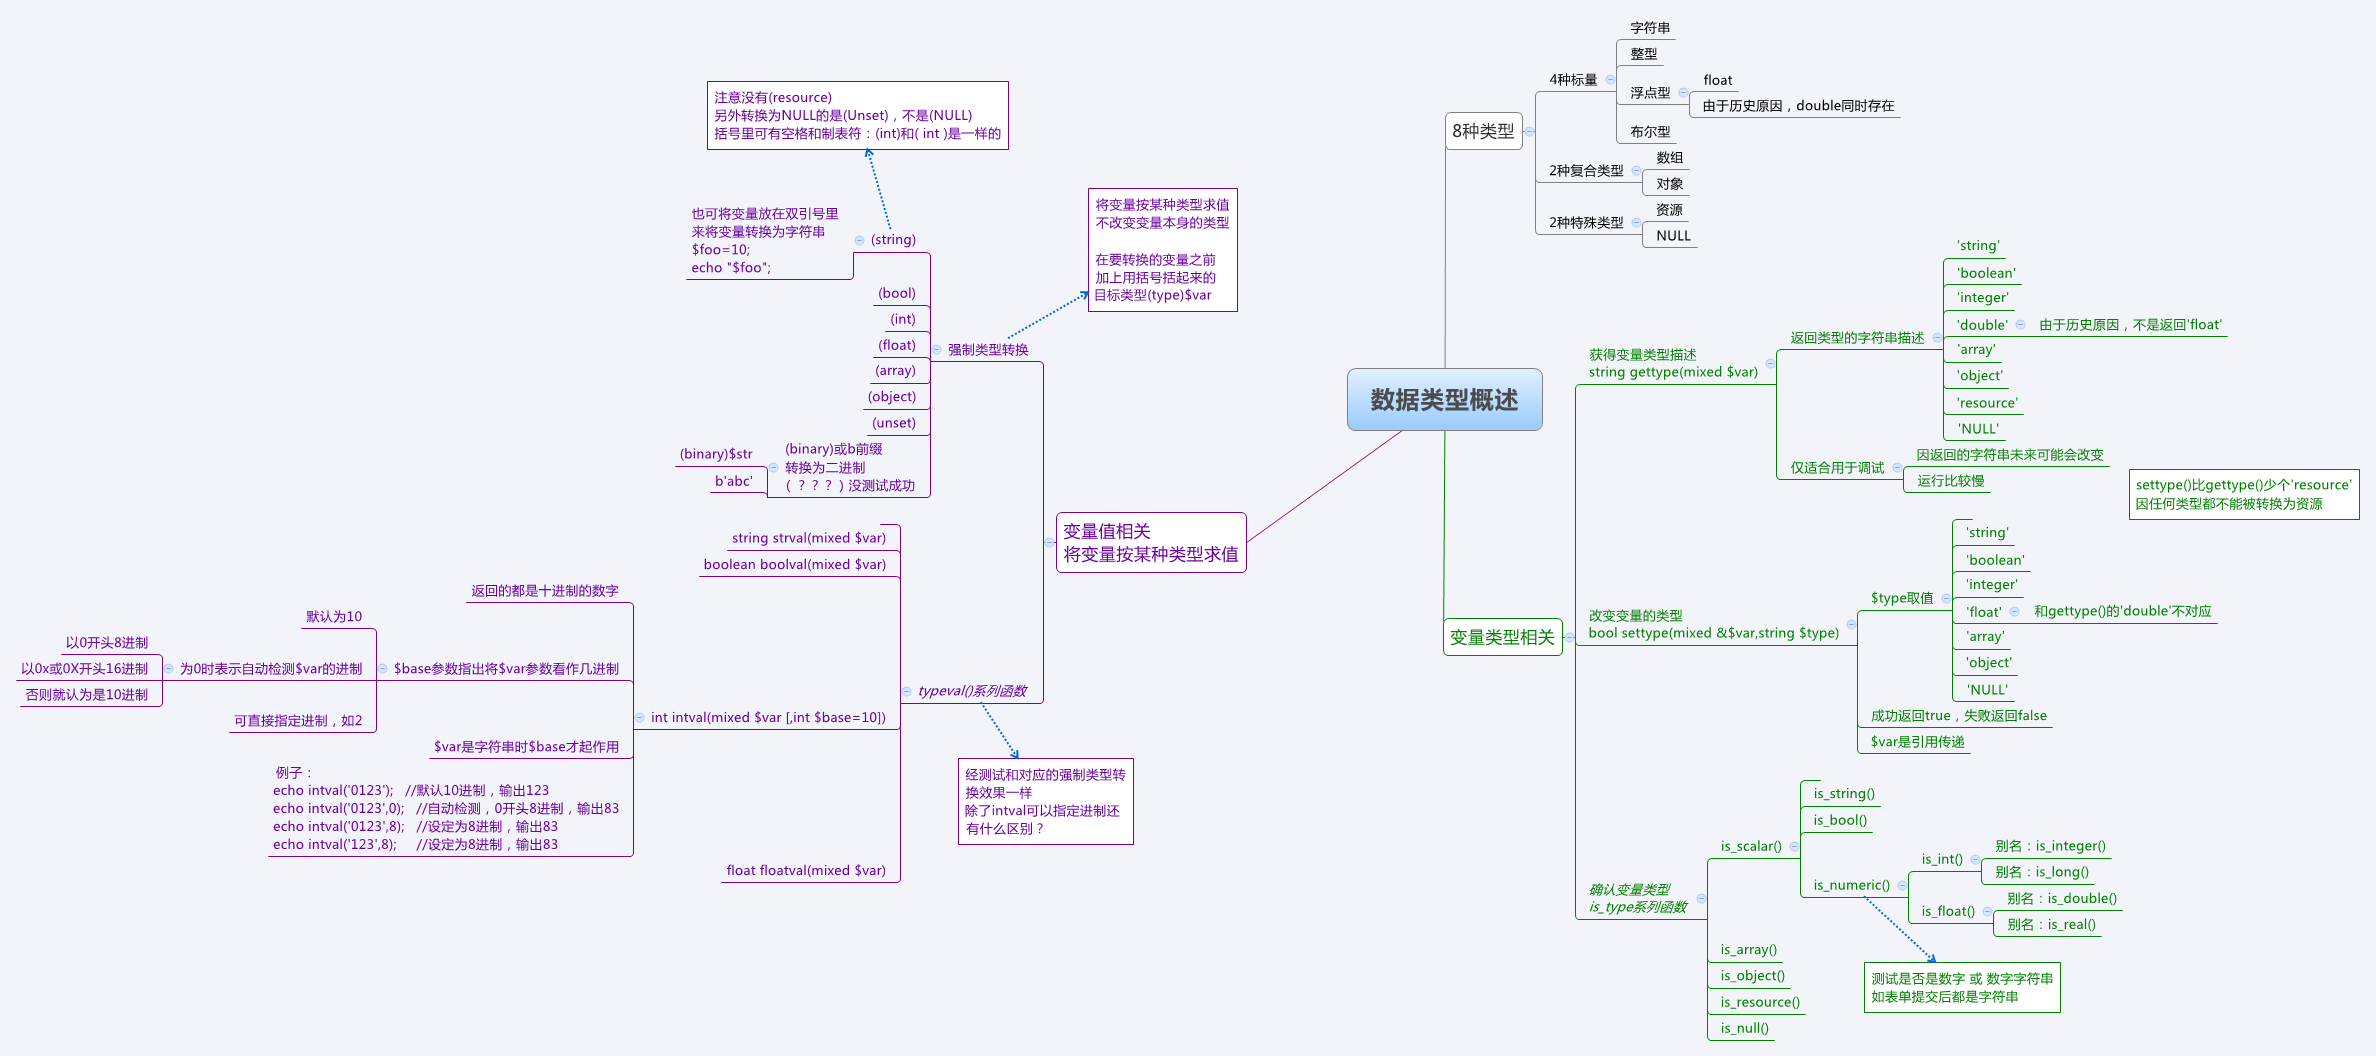 数据类型概述
8种类型
4种标量
字符串
整型
浮点型
float
由于历史原因，double同时存在
布尔型
2种复合类型
数组
对象
2种特殊类型
资源
NULL
变量类型相关
获得变量类型描述
string gettype(mixed $var)
返回类型的字符串描述
'string'
'boolean'
'integer'
'double'
由于历史原因，不是返回'float'
'array'
'object'
'resource'
'NULL'
仅适合用于调试
因返回的字符串未来可能会改变
运行比较慢
settype()比gettype()少个'resource'
因任何类型都不能被转换为资源
改变变量的类型
bool settype(mixed &$var,string $type)
$type取值
'string'
'boolean'
'integer'
'float'
和gettype()的'double'不对应
'array'
'object'
'NULL'
成功返回true，失败返回false
$var是引用传递
确认变量类型
is_type系列函数
is_scalar()
is_string()
is_bool()
is_numeric()
is_int()
别名：is_integer()
别名：is_long()
is_float()
别名：is_double()
别名：is_real()
测试是否是数字 或 数字字符串
如表单提交后都是字符串
is_array()
is_object()
is_resource()
is_null()
变量值相关
将变量按某种类型求值
强制类型转换
将变量按某种类型求值
不改变变量本身的类型
在要转换的变量之前
加上用括号括起来的
目标类型(type)$var
(string)
注意没有(resource)
另外转换为NULL的是(Unset)，不是(NULL)
括号里可有空格和制表符：(int)和( int )是一样的
也可将变量放在双引号里
来将变量转换为字符串
$foo=10;
echo "$foo";
(bool)
(int)
(float)
(array)
(object)
(unset)
(binary)或b前缀
转换为二进制
（？？？）没测试成功
(binary)$str
b'abc'
typeval()系列函数
经测试和对应的强制类型转
换效果一样
除了intval可以指定进制还
有什么区别？
string strval(mixed $var)
boolean boolval(mixed $var)
int intval(mixed $var [,int $base=10])
返回的都是十进制的数字
$base参数指出将$var参数看作几进制
默认为10
为0时表示自动检测$var的进制
以0开头8进制
以0x或0X开头16进制
否则就认为是10进制
可直接指定进制，如2
$var是字符串时$base才起作用
例子：
echo intval('0123');   //默认10进制，输出123
echo intval('0123',0);   //自动检测，0开头8进制，输出83
echo intval('0123',8);   //设定为8进制，输出83
echo intval('123',8);     //设定为8进制，输出83
float floatval(mixed $var)